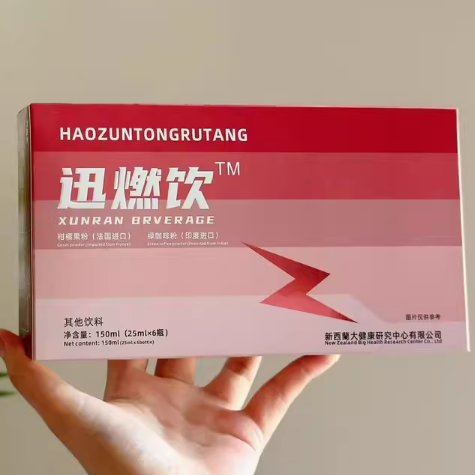 HAOZUNTONGRUTANG
迅燃饮TM
XUNRAN BRVERAGE
柑橘果粉（法国进口） 绿咖啡粉（印度进口）
其他饮料
净含量：150ml（25ml×6瓶）
Net content: 150ml
图片仅供参考
新西蘭大健康研究中心有限公司
New Zealand Big Health Research Center Co., Ltd